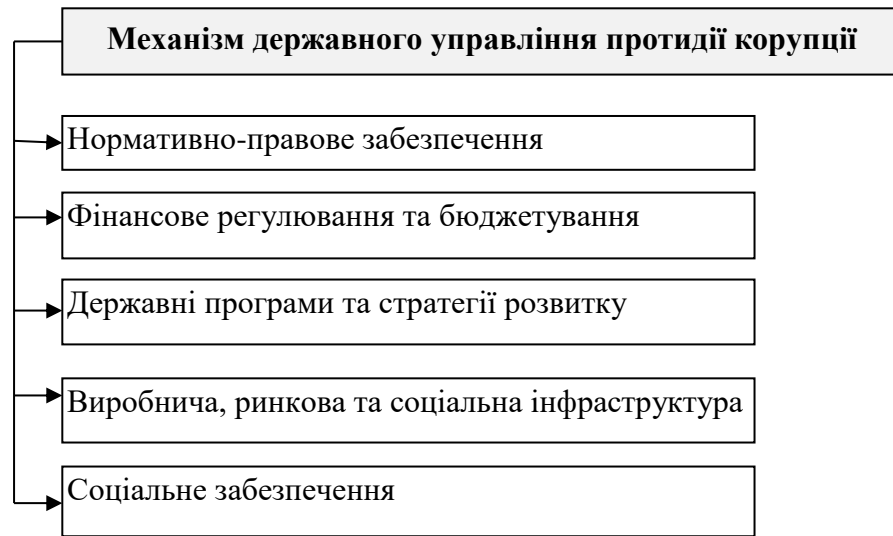 Механізм державного управління протидії корупції
Нормативно-правове забезпечення
Фінансове регулювання та бюджетування
Державні програми та стратегії розвитку
Виробнича, ринкова та соціальна інфраструктура
Соціальне забезпечення